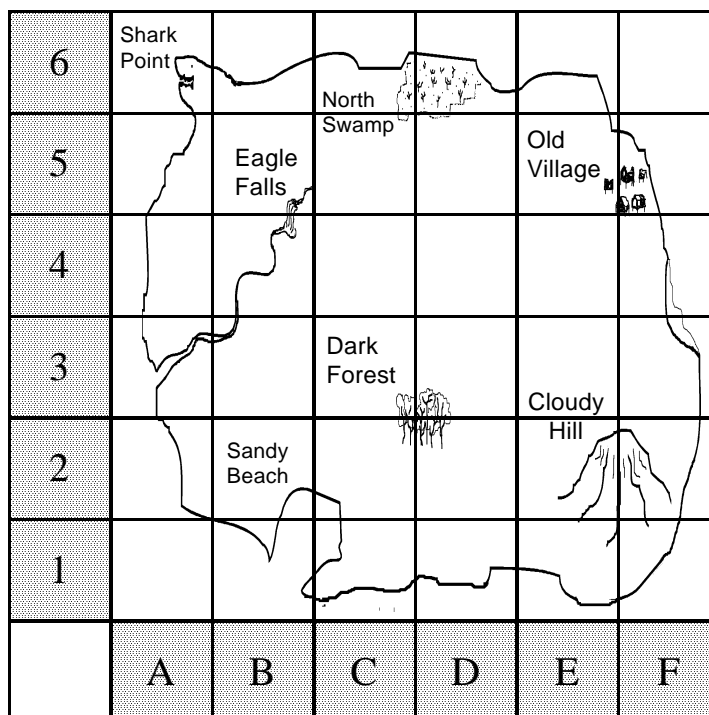 6
Shark
Point
North
Swamp
5
Eagle
Falls
Old
Village
4
3
Dark
Forest
Cloudy
Hill
2
Sandy
Beach
1
A B C D E F